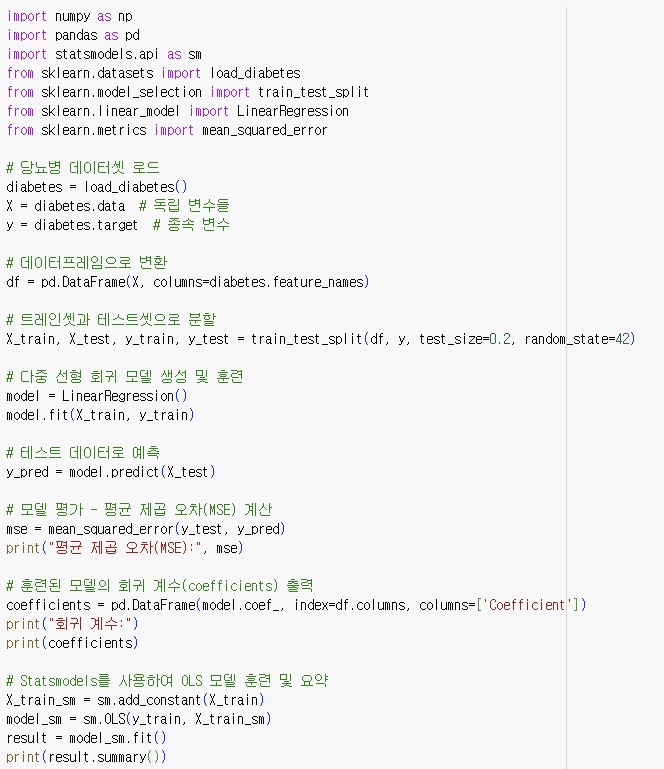 import numpy as np
import pandas as pd
import statsmodels.api as sm
from sklearn.datasets import load_diabetes
from sklearn.model_selection import train_test_split
from sklearn.linear_model import LinearRegression
from sklearn.metrics import mean_squared_error
# 당뇨병 데이터셋 로드
diabetes = load_diabetes()
X = diabetes.data # 독립 변수들
y = diabetes.target # 종속 변수
# 데이터프레임으로 변환
df = pd.DataFrame(X, columns=diabetes.feature_names)
# 트레인셋과 테스트셋으로 분할
X_train, X_test, y_train, y_test = train_test_split(df, y, test_size=0.2, random_state=42)
# 다중 선형 회귀 모델 생성 및 훈련
model = LinearRegression()
model.fit(X_train, y_train)
# 테스트 데이터로 예측
y_pred = model.predict(X_test)
# 모델 평가 - 평균 제곱 오차(MSE) 계산
mse = mean_squared_error(y_test, y_pred)
print("평균 제곱 오차(MSE):", mse)
# 훈련된 모델의 회귀 계수(coefficients) 출력
coefficients = pd.DataFrame(model.coef_, index=df.columns, columns=['Coefficient'])
print("회귀 계수:")
print(coefficients)
# Statsmodels를 사용하여 OLS 모델 훈련 및 요약
X_train_sm = sm.add_constant(X_train)
model_sm = sm.OLS(y_train, X_train_sm)
result = model_sm.fit()
print(result.summary())